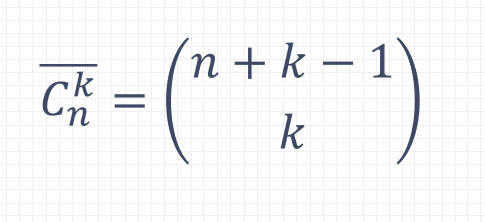 $\overline{C_n^k} = \binom{n + k - 1}{k}$